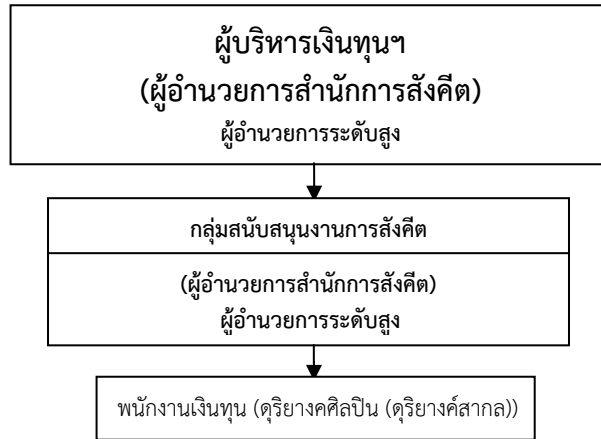 ผู้บริหารเงินทุนฯ
(ผู้อำนวยการสำนักการสังคีต)
ผู้อำนวยการระดับสูง
กลุ่มสนับสนุนงานการสังคีต
(ผู้อำนวยการสำนักการสังคีต)
ผู้อำนวยการระดับสูง
พนักงานเงินทุน (ดุริยางคศิลปิน (ดุริยางค์สากล))